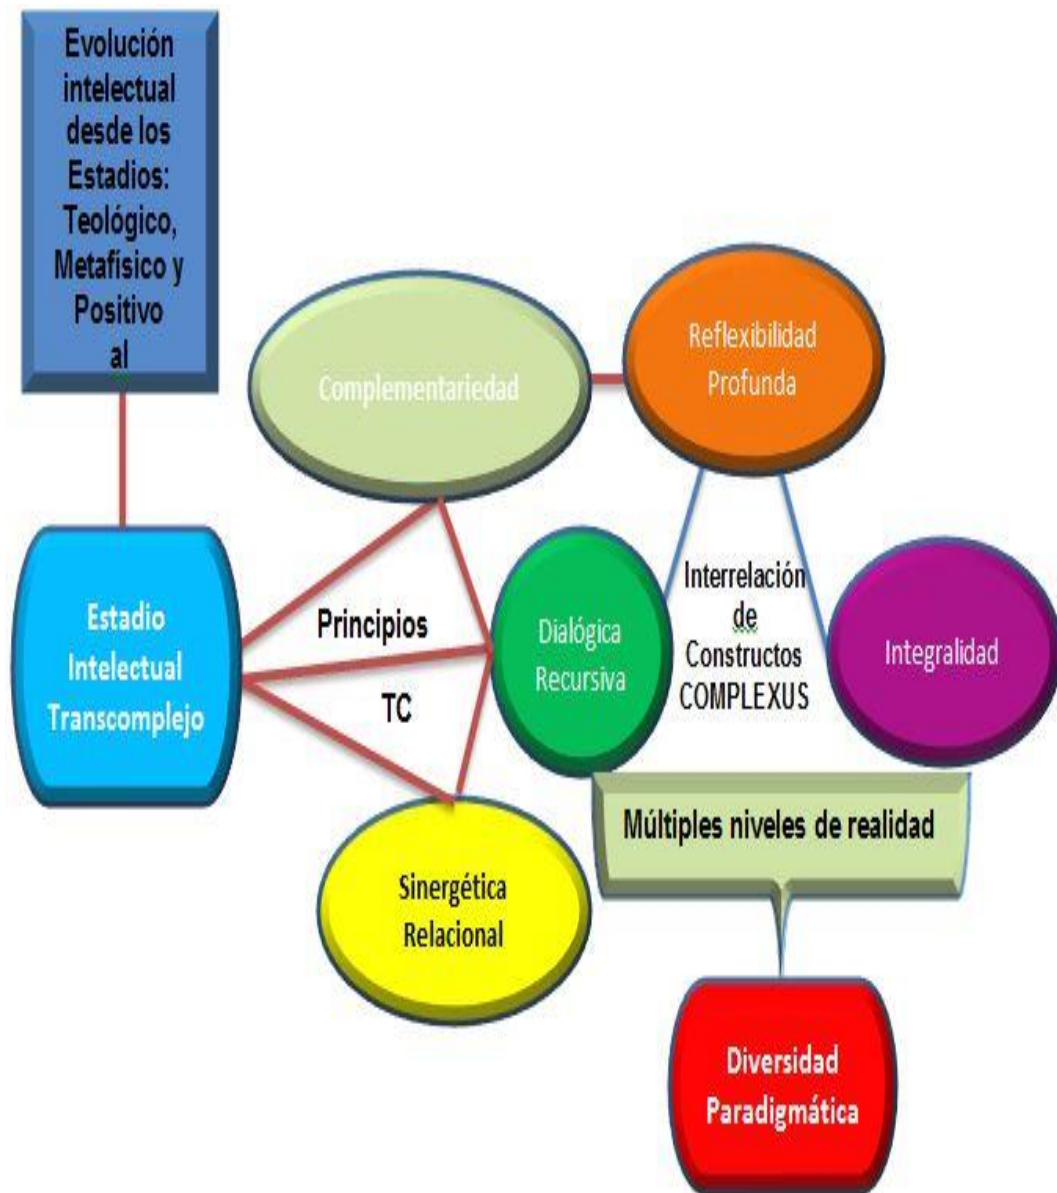 Evolución
intelectual
desde los
Estadios:
Teológico,
Metafísico y
Positivo
al
Complementariedad
Reflexibilidad
Profunda
Estadio
Intelectual
Transcomplejo
Principios
TC
Dialógica
Recursiva
Interrelación
de
Constructos
COMPLEXUS
Integralidad
Múltiples niveles de realidad
Sinergética
Relacional
Diversidad
Paradigmática